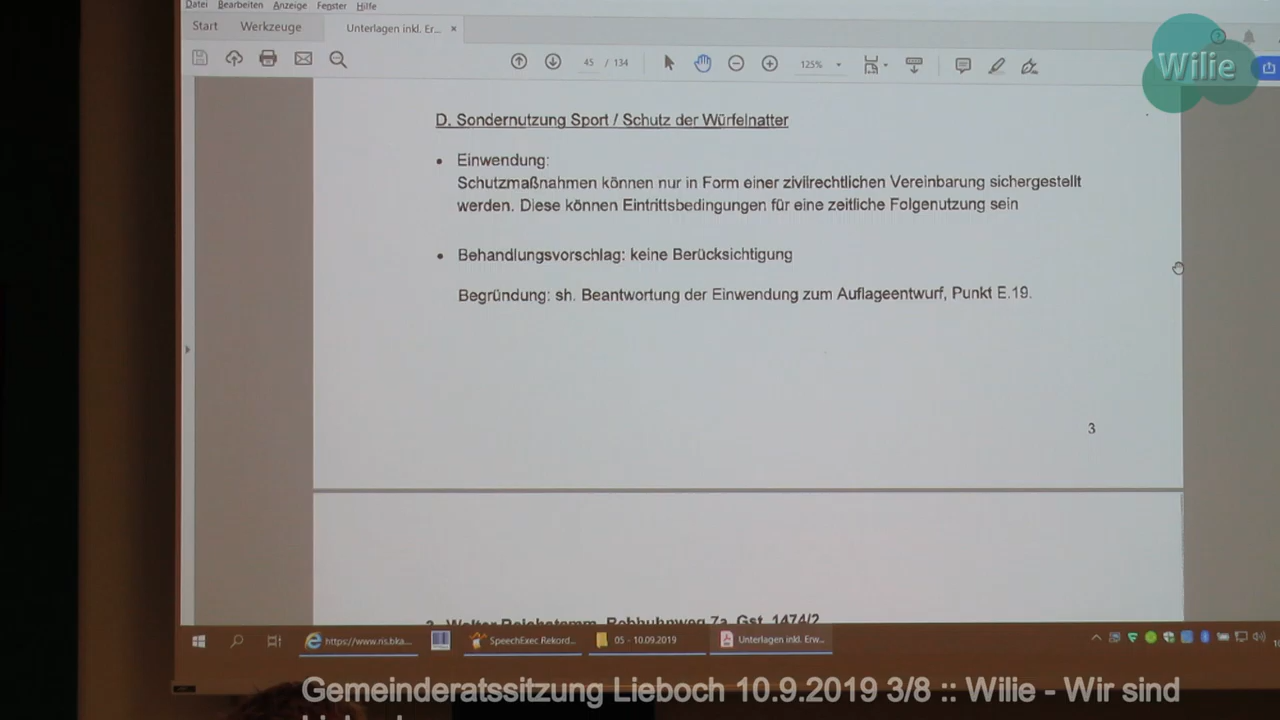 Datei Bearbeiten Anzeige Fenster Hilfe
Start Werkzeuge Unterlagen inkl. Er... ×
45 / 134 125%
Wilie
D. Sondernutzung Sport / Schutz der Würfelnatter
• Einwendung:
Schutzmaßnahmen können nur in Form einer zivilrechtlichen Vereinbarung sichergestellt
werden. Diese können Eintrittsbedingungen für eine zeitliche Folgenutzung sein
• Behandlungsvorschlag: keine Berücksichtigung
Begründung: sh. Beantwortung der Einwendung zum Auflageentwurf, Punkt E.19.
3
Gst. 1474/2
https://www.ris.bka... SpeechExec Rekord... 05 - 10.09.2019 Unterlagen inkl. Erw...
Gemeinderatssitzung Lieboch 10.9.2019 3/8 :: Wilie - Wir sind